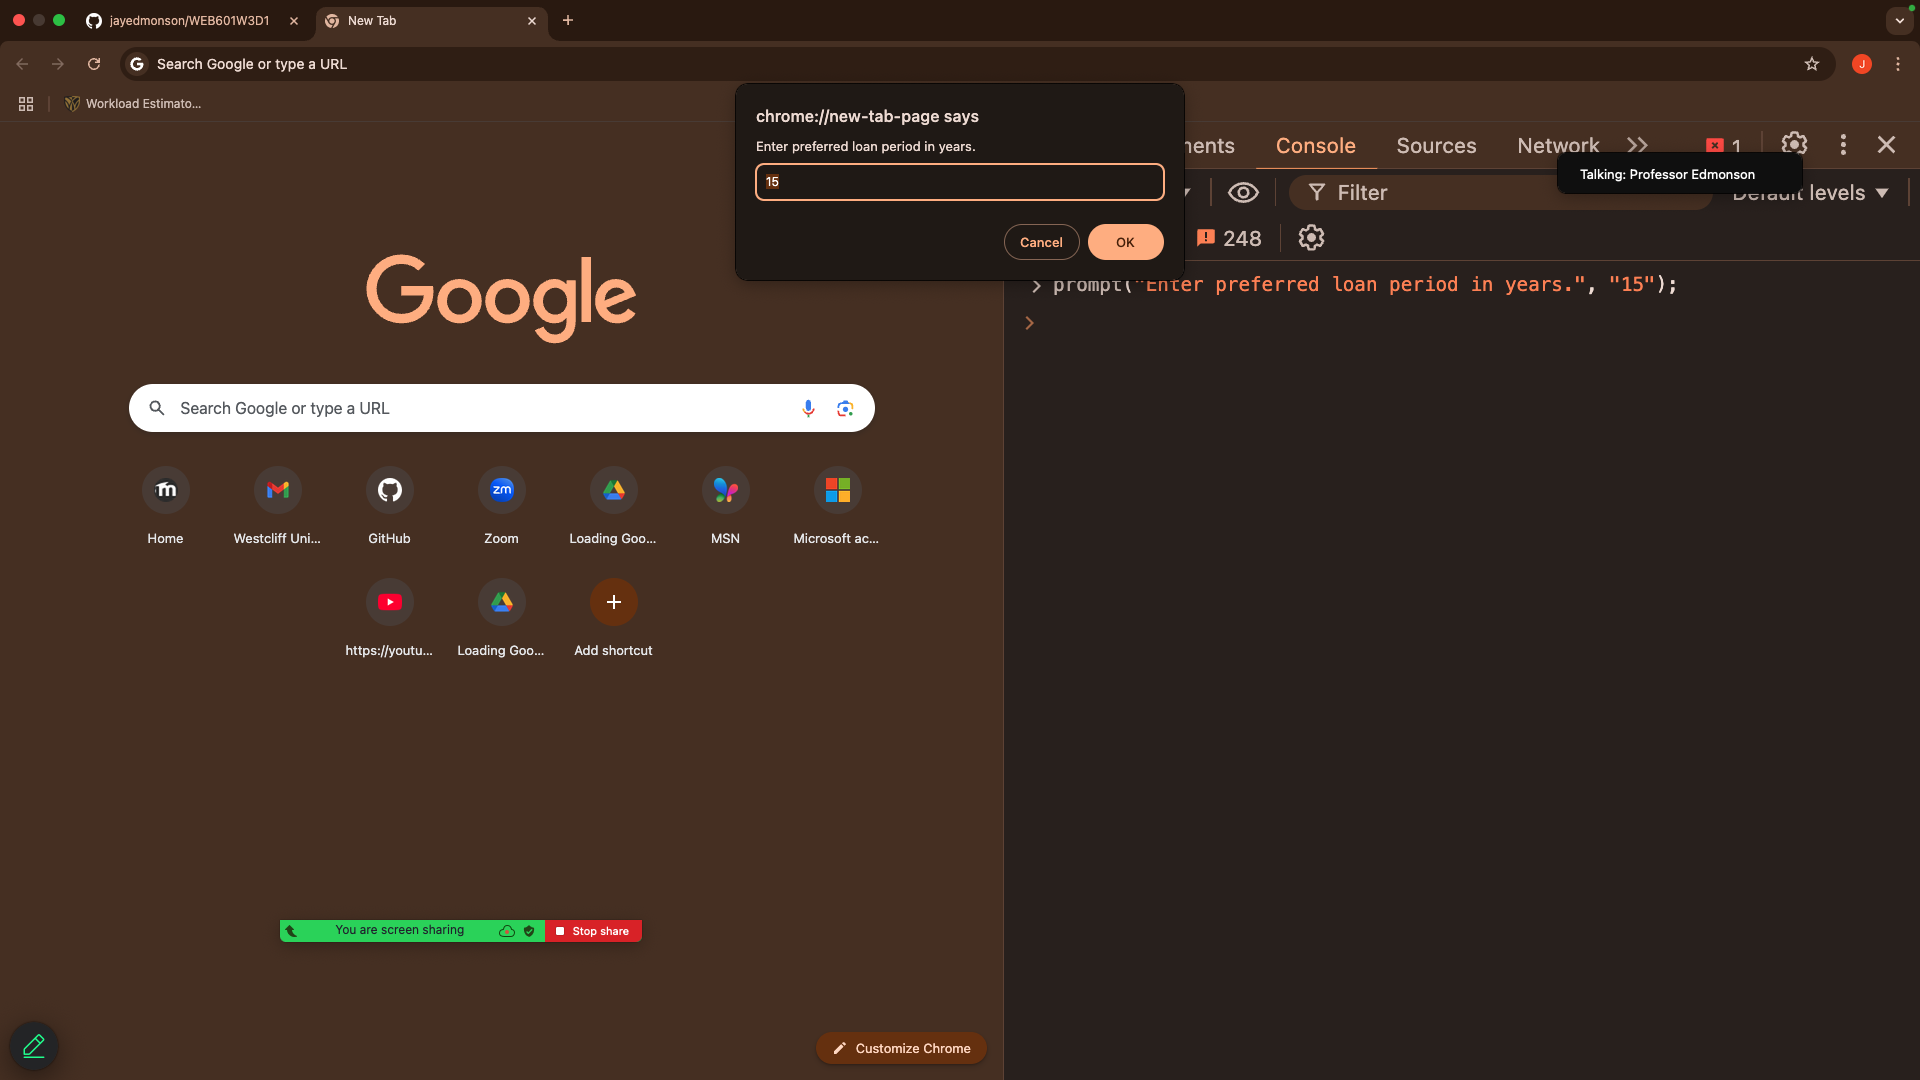 jayedmonson/WEB601W3D1
New Tab
Search Google or type a URL
J
Workload Estimato...
chrome://new-tab-page says
Enter preferred loan period in years.
15
Cancel
OK
nents
Console
Sources
Network
1
Talking: Professor Edmonson
Filter
Default levels
248
prompt("Enter preferred loan period in years.", "15");
Google
Search Google or type a URL
Home
Westcliff Uni...
GitHub
zm
Zoom
Loading Goo...
MSN
Microsoft ac...
https://youtu...
Loading Goo...
Add shortcut
You are screen sharing
Stop share
Customize Chrome